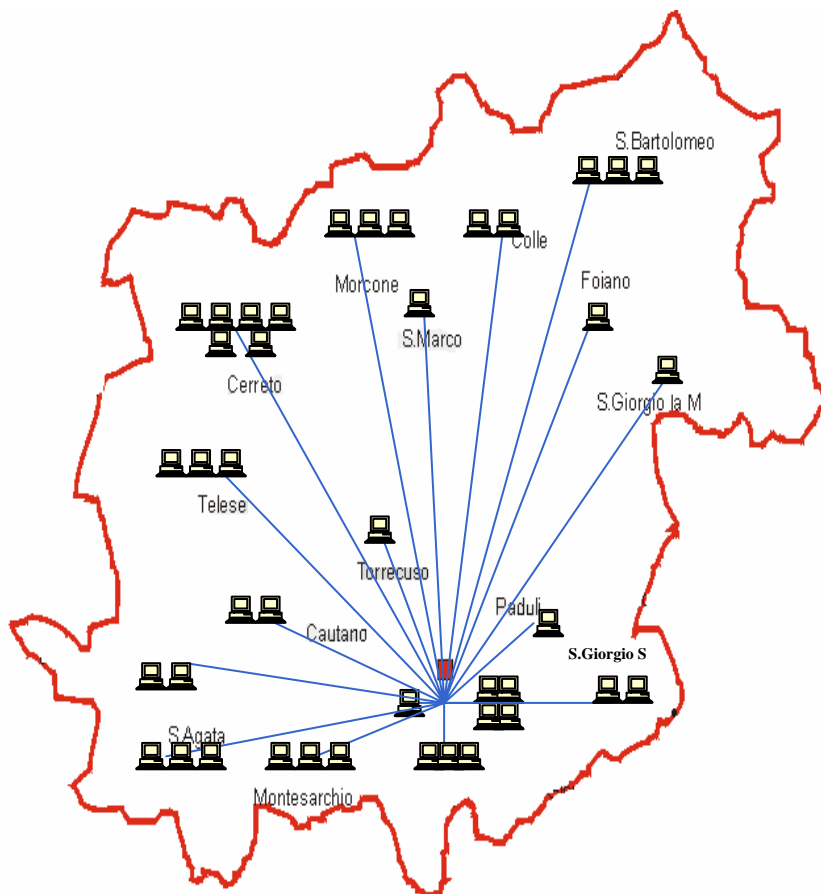 S.Bartolomeo
Colle
Morcone
Foiano
S.Marco
Cerreto
S.Giorgio la M
Telese
Torrecuso
Paduli
Cautano
S.Giorgio S
S.Agata
Montesarchio